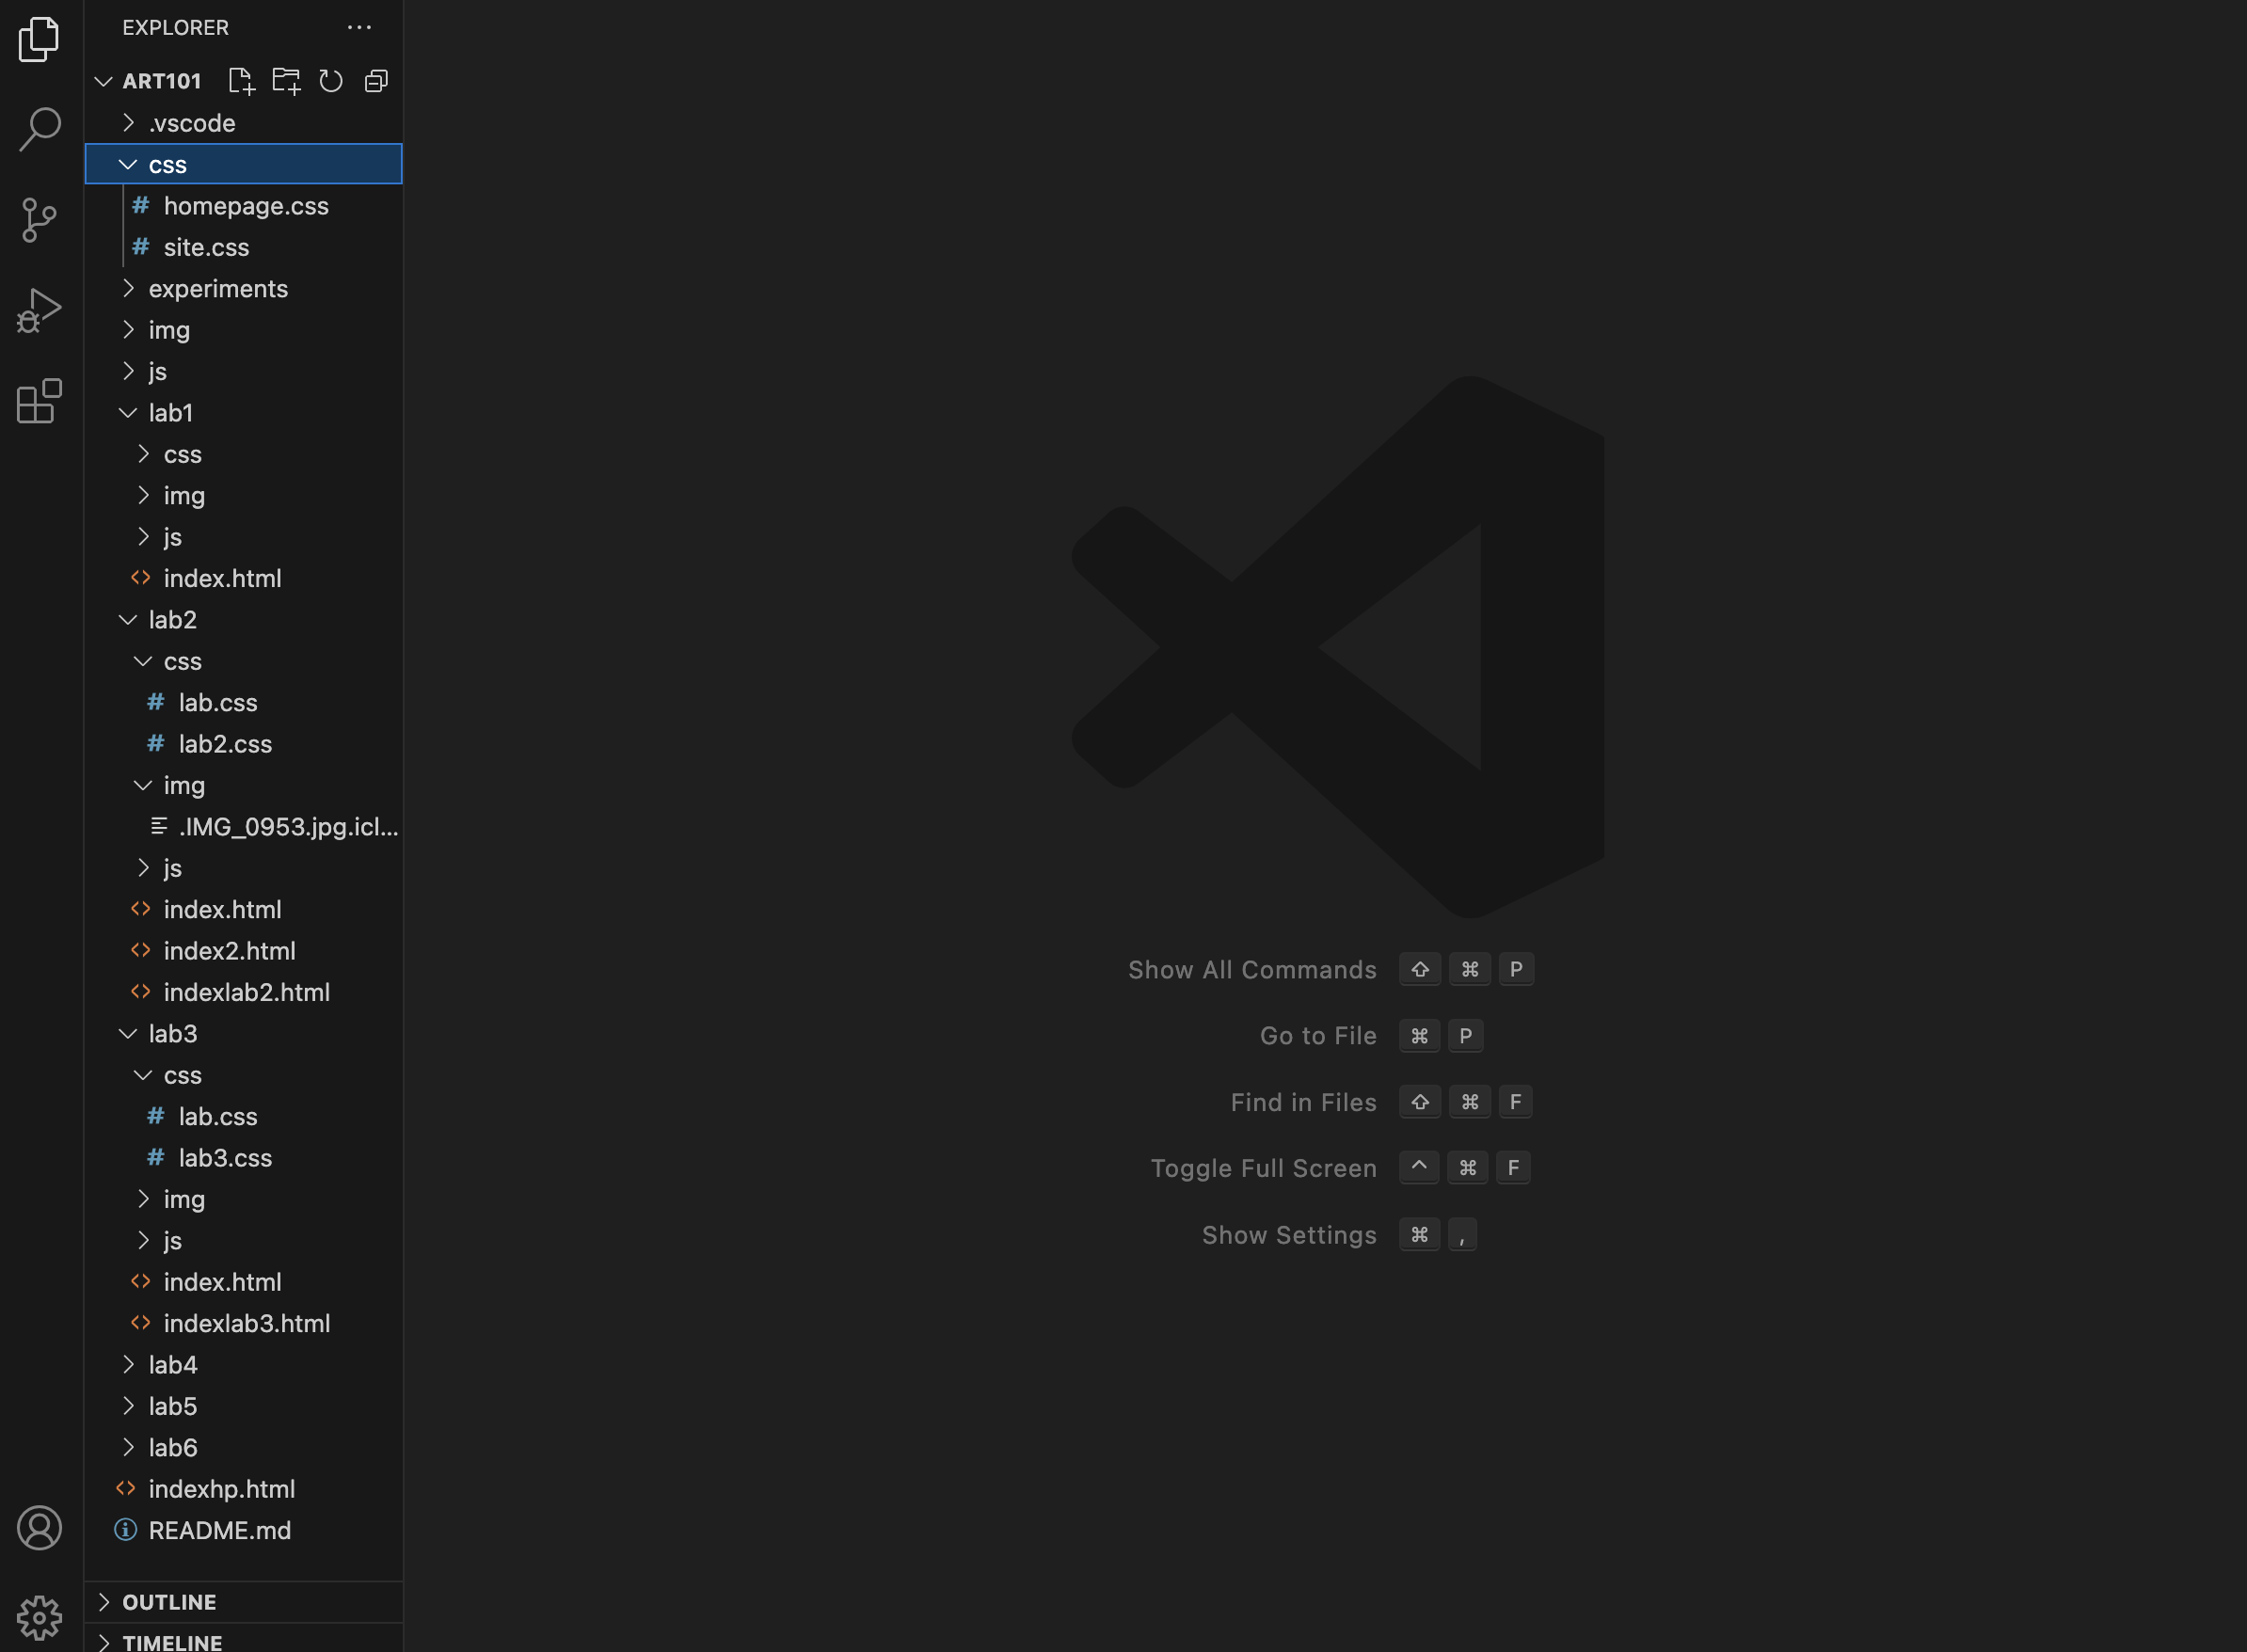 EXPLORER
ART101
.vscode
css
homepage.css
site.css
experiments
img
js
lab1
css
img
js
index.html
lab2
css
lab.css
lab2.css
img
.IMG_0953.jpg.icl...
js
index.html
index2.html
indexlab2.html
lab3
css
lab.css
lab3.css
img
js
index.html
indexlab3.html
lab4
lab5
lab6
indexhp.html
README.md
OUTLINE
TIMELINE
Show All Commands ⇧ ⌘ P
Go to File ⌘ P
Find in Files ⇧ ⌘ F
Toggle Full Screen ^ ⌘ F
Show Settings ⌘ ,